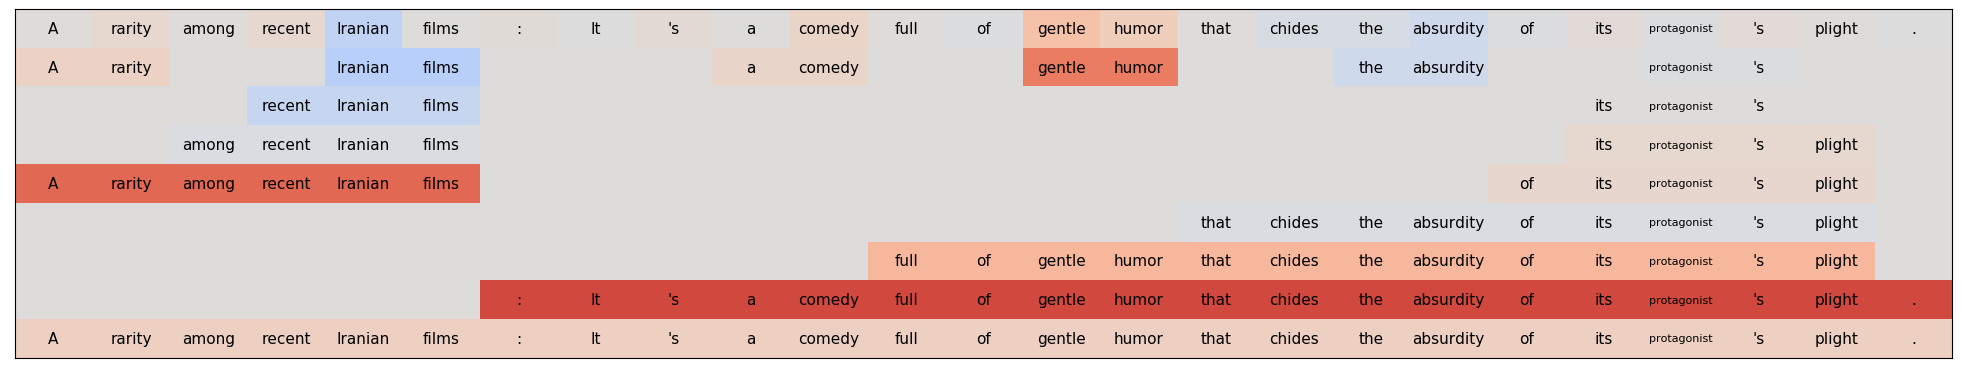 A rarity among recent Iranian films : It 's a comedy full of gentle humor that chides the absurdity of its protagonist 's plight .
A rarity Iranian films a comedy gentle humor the absurdity protagonist 's
recent Iranian films its protagonist 's
among recent Iranian films its protagonist 's plight
A rarity among recent Iranian films of its protagonist 's plight
that chides the absurdity of its protagonist 's plight
full of gentle humor that chides the absurdity of its protagonist 's plight
: It 's a comedy full of gentle humor that chides the absurdity of its protagonist 's plight .
A rarity among recent Iranian films : It 's a comedy full of gentle humor that chides the absurdity of its protagonist 's plight .